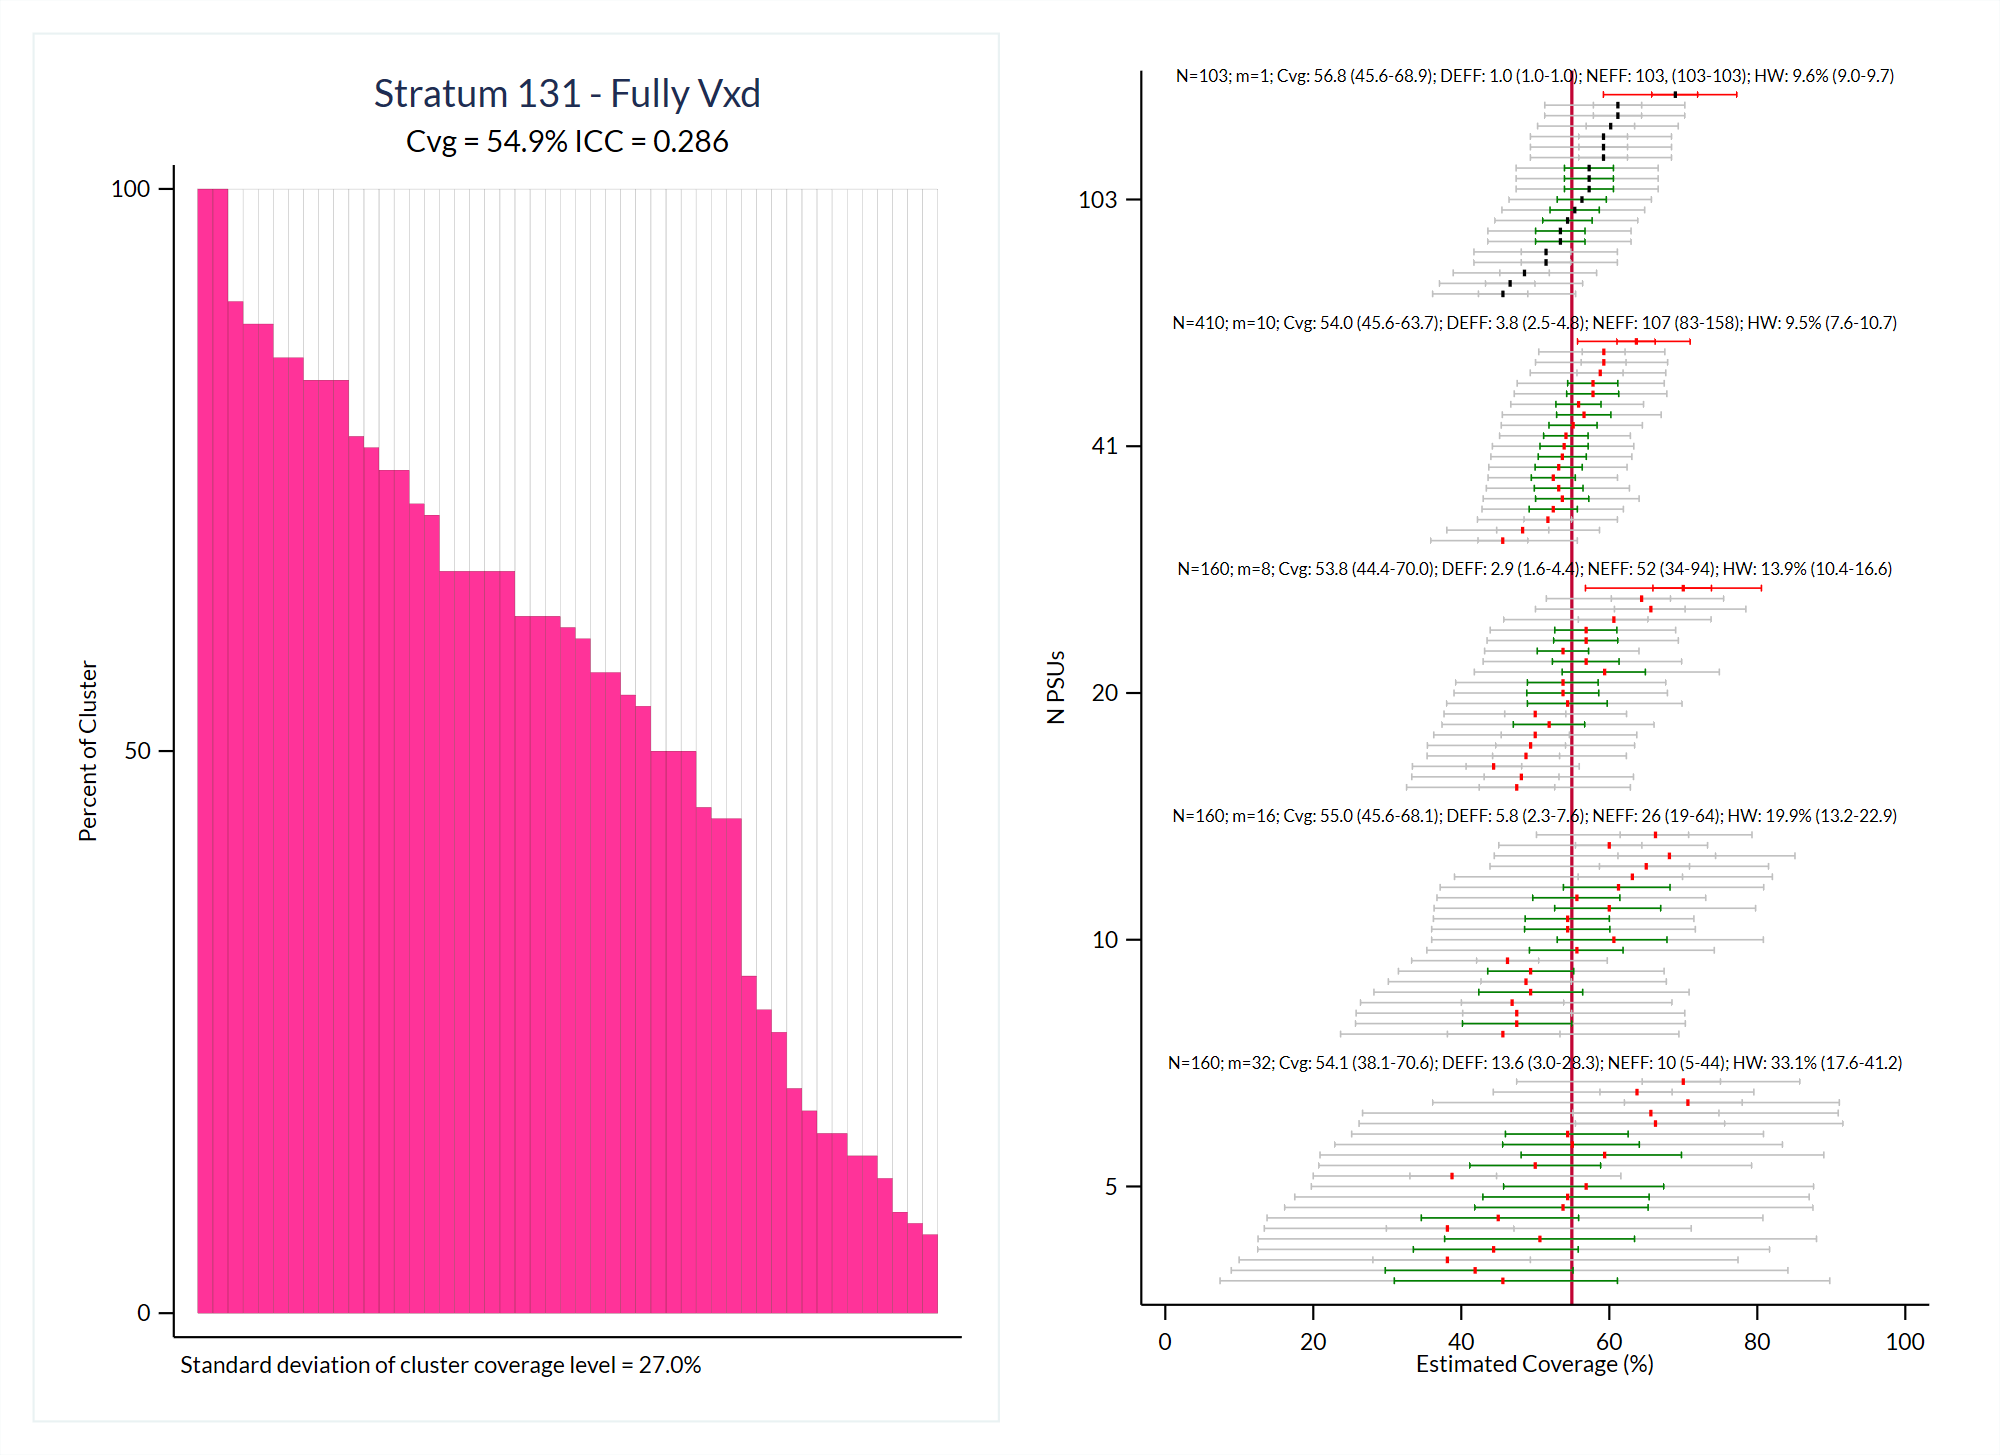 Stratum 131 - Fully Vxd
Cvg = 54.9% ICC = 0.286
100
50
0
Percent of Cluster
Standard deviation of cluster coverage level = 27.0%
N=103; m=1; Cvg: 56.8 (45.6-68.9); DEFF: 1.0 (1.0-1.0); NEFF: 103, (103-103); HW: 9.6% (9.0-9.7)
103
N=410; m=10; Cvg: 54.0 (45.6-63.7); DEFF: 3.8 (2.5-4.8); NEFF: 107 (83-158); HW: 9.5% (7.6-10.7)
41
N=160; m=8; Cvg: 53.8 (44.4-70.0); DEFF: 2.9 (1.6-4.4); NEFF: 52 (34-94); HW: 13.9% (10.4-16.6)
N PSUs
20
N=160; m=16; Cvg: 55.0 (45.6-68.1); DEFF: 5.8 (2.3-7.6); NEFF: 26 (19-64); HW: 19.9% (13.2-22.9)
10
N=160; m=32; Cvg: 54.1 (38.1-70.6); DEFF: 13.6 (3.0-28.3); NEFF: 10 (5-44); HW: 33.1% (17.6-41.2)
5
0 20 40 60 80 100
Estimated Coverage (%)